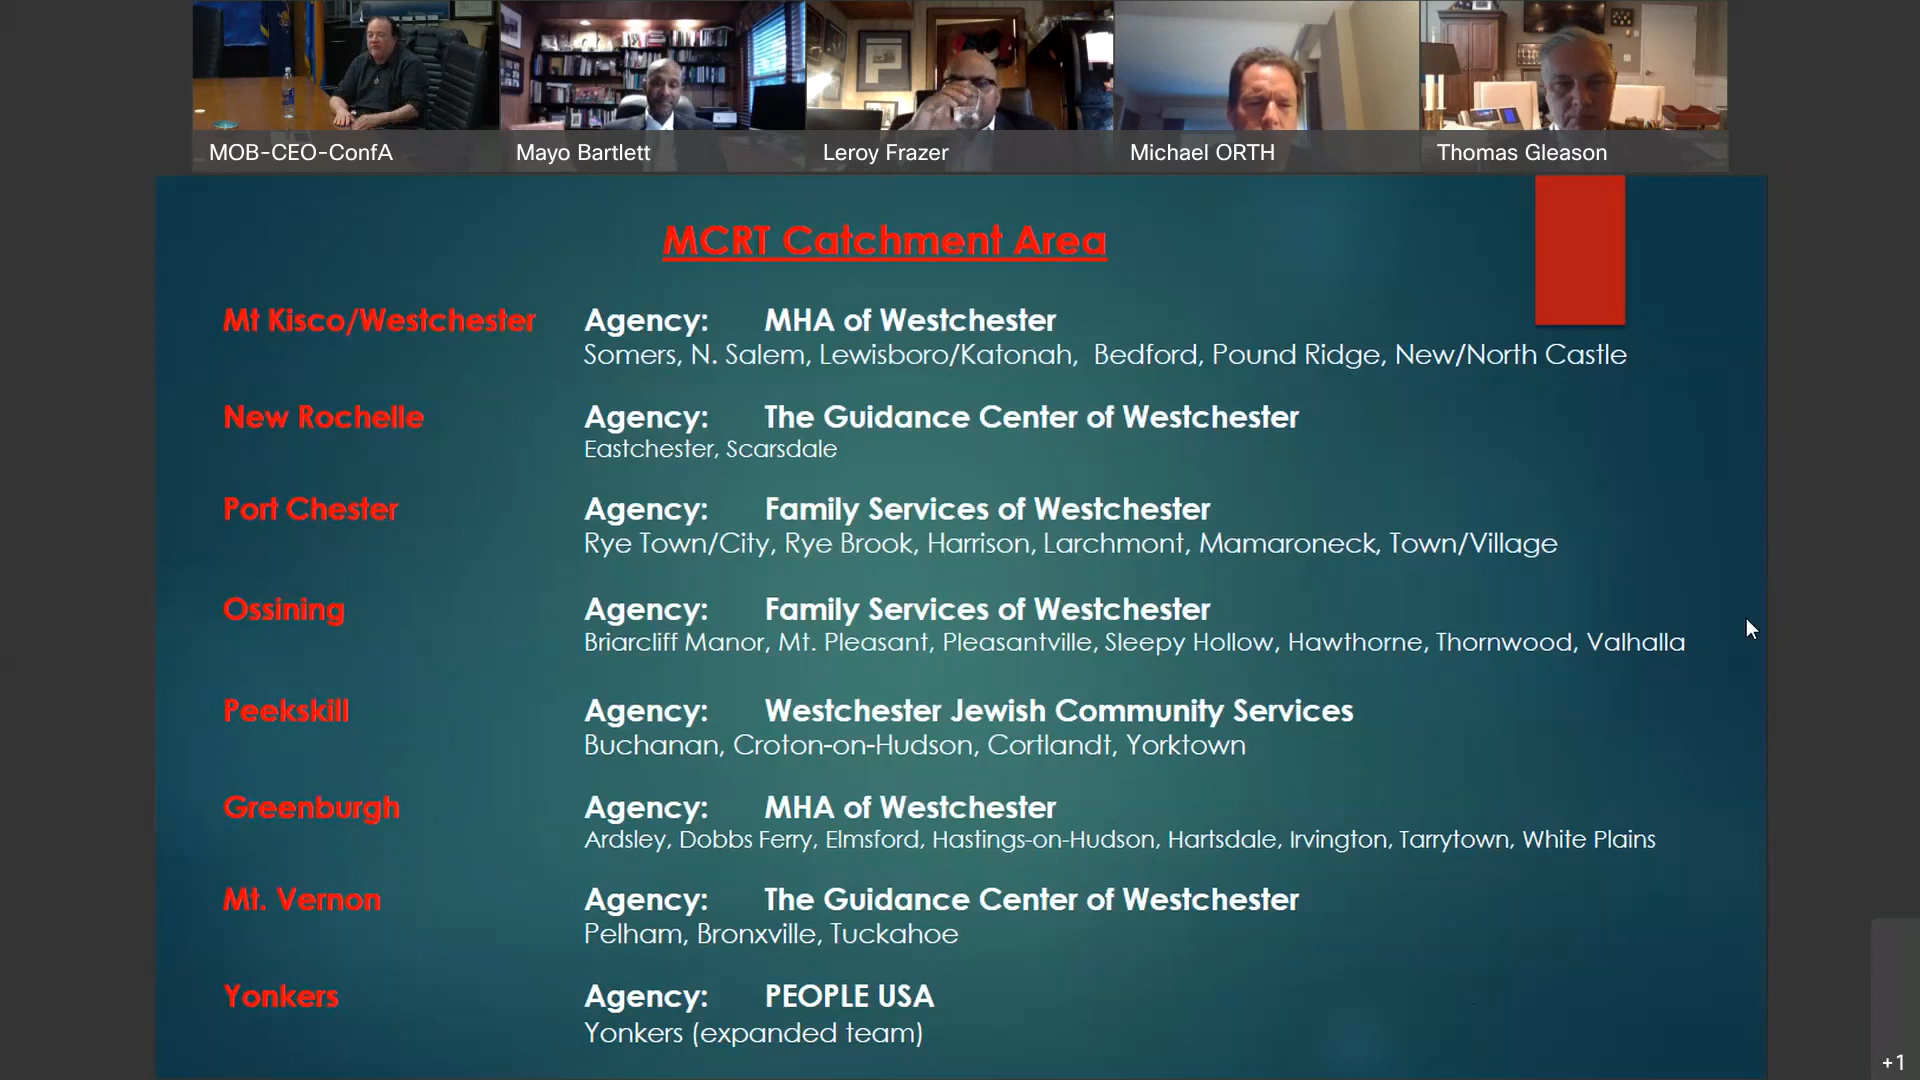 MOB-CEO-ConfA
Mayo Bartlett
Leroy Frazer
Michael ORTH
Thomas Gleason
MCRT Catchment Area
Mt Kisco/Westchester Agency: MHA of Westchester
Somers, N. Salem, Lewisboro/Katonah, Bedford, Pound Ridge, New/North Castle
New Rochelle Agency: The Guidance Center of Westchester
Eastchester, Scarsdale
Port Chester Agency: Family Services of Westchester
Rye Town/City, Rye Brook, Harrison, Larchmont, Mamaroneck, Town/Village
Ossining Agency: Family Services of Westchester
Briarcliff Manor, Mt. Pleasant, Pleasantville, Sleepy Hollow, Hawthorne, Thornwood, Valhalla
Peekskill Agency: Westchester Jewish Community Services
Buchanan, Croton-on-Hudson, Cortlandt, Yorktown
Greenburgh Agency: MHA of Westchester
Ardsley, Dobbs Ferry, Elmsford, Hastings-on-Hudson, Hartsdale, Irvington, Tarrytown, White Plains
Mt. Vernon Agency: The Guidance Center of Westchester
Pelham, Bronxville, Tuckahoe
Yonkers Agency: PEOPLE USA
Yonkers (expanded team)
+1